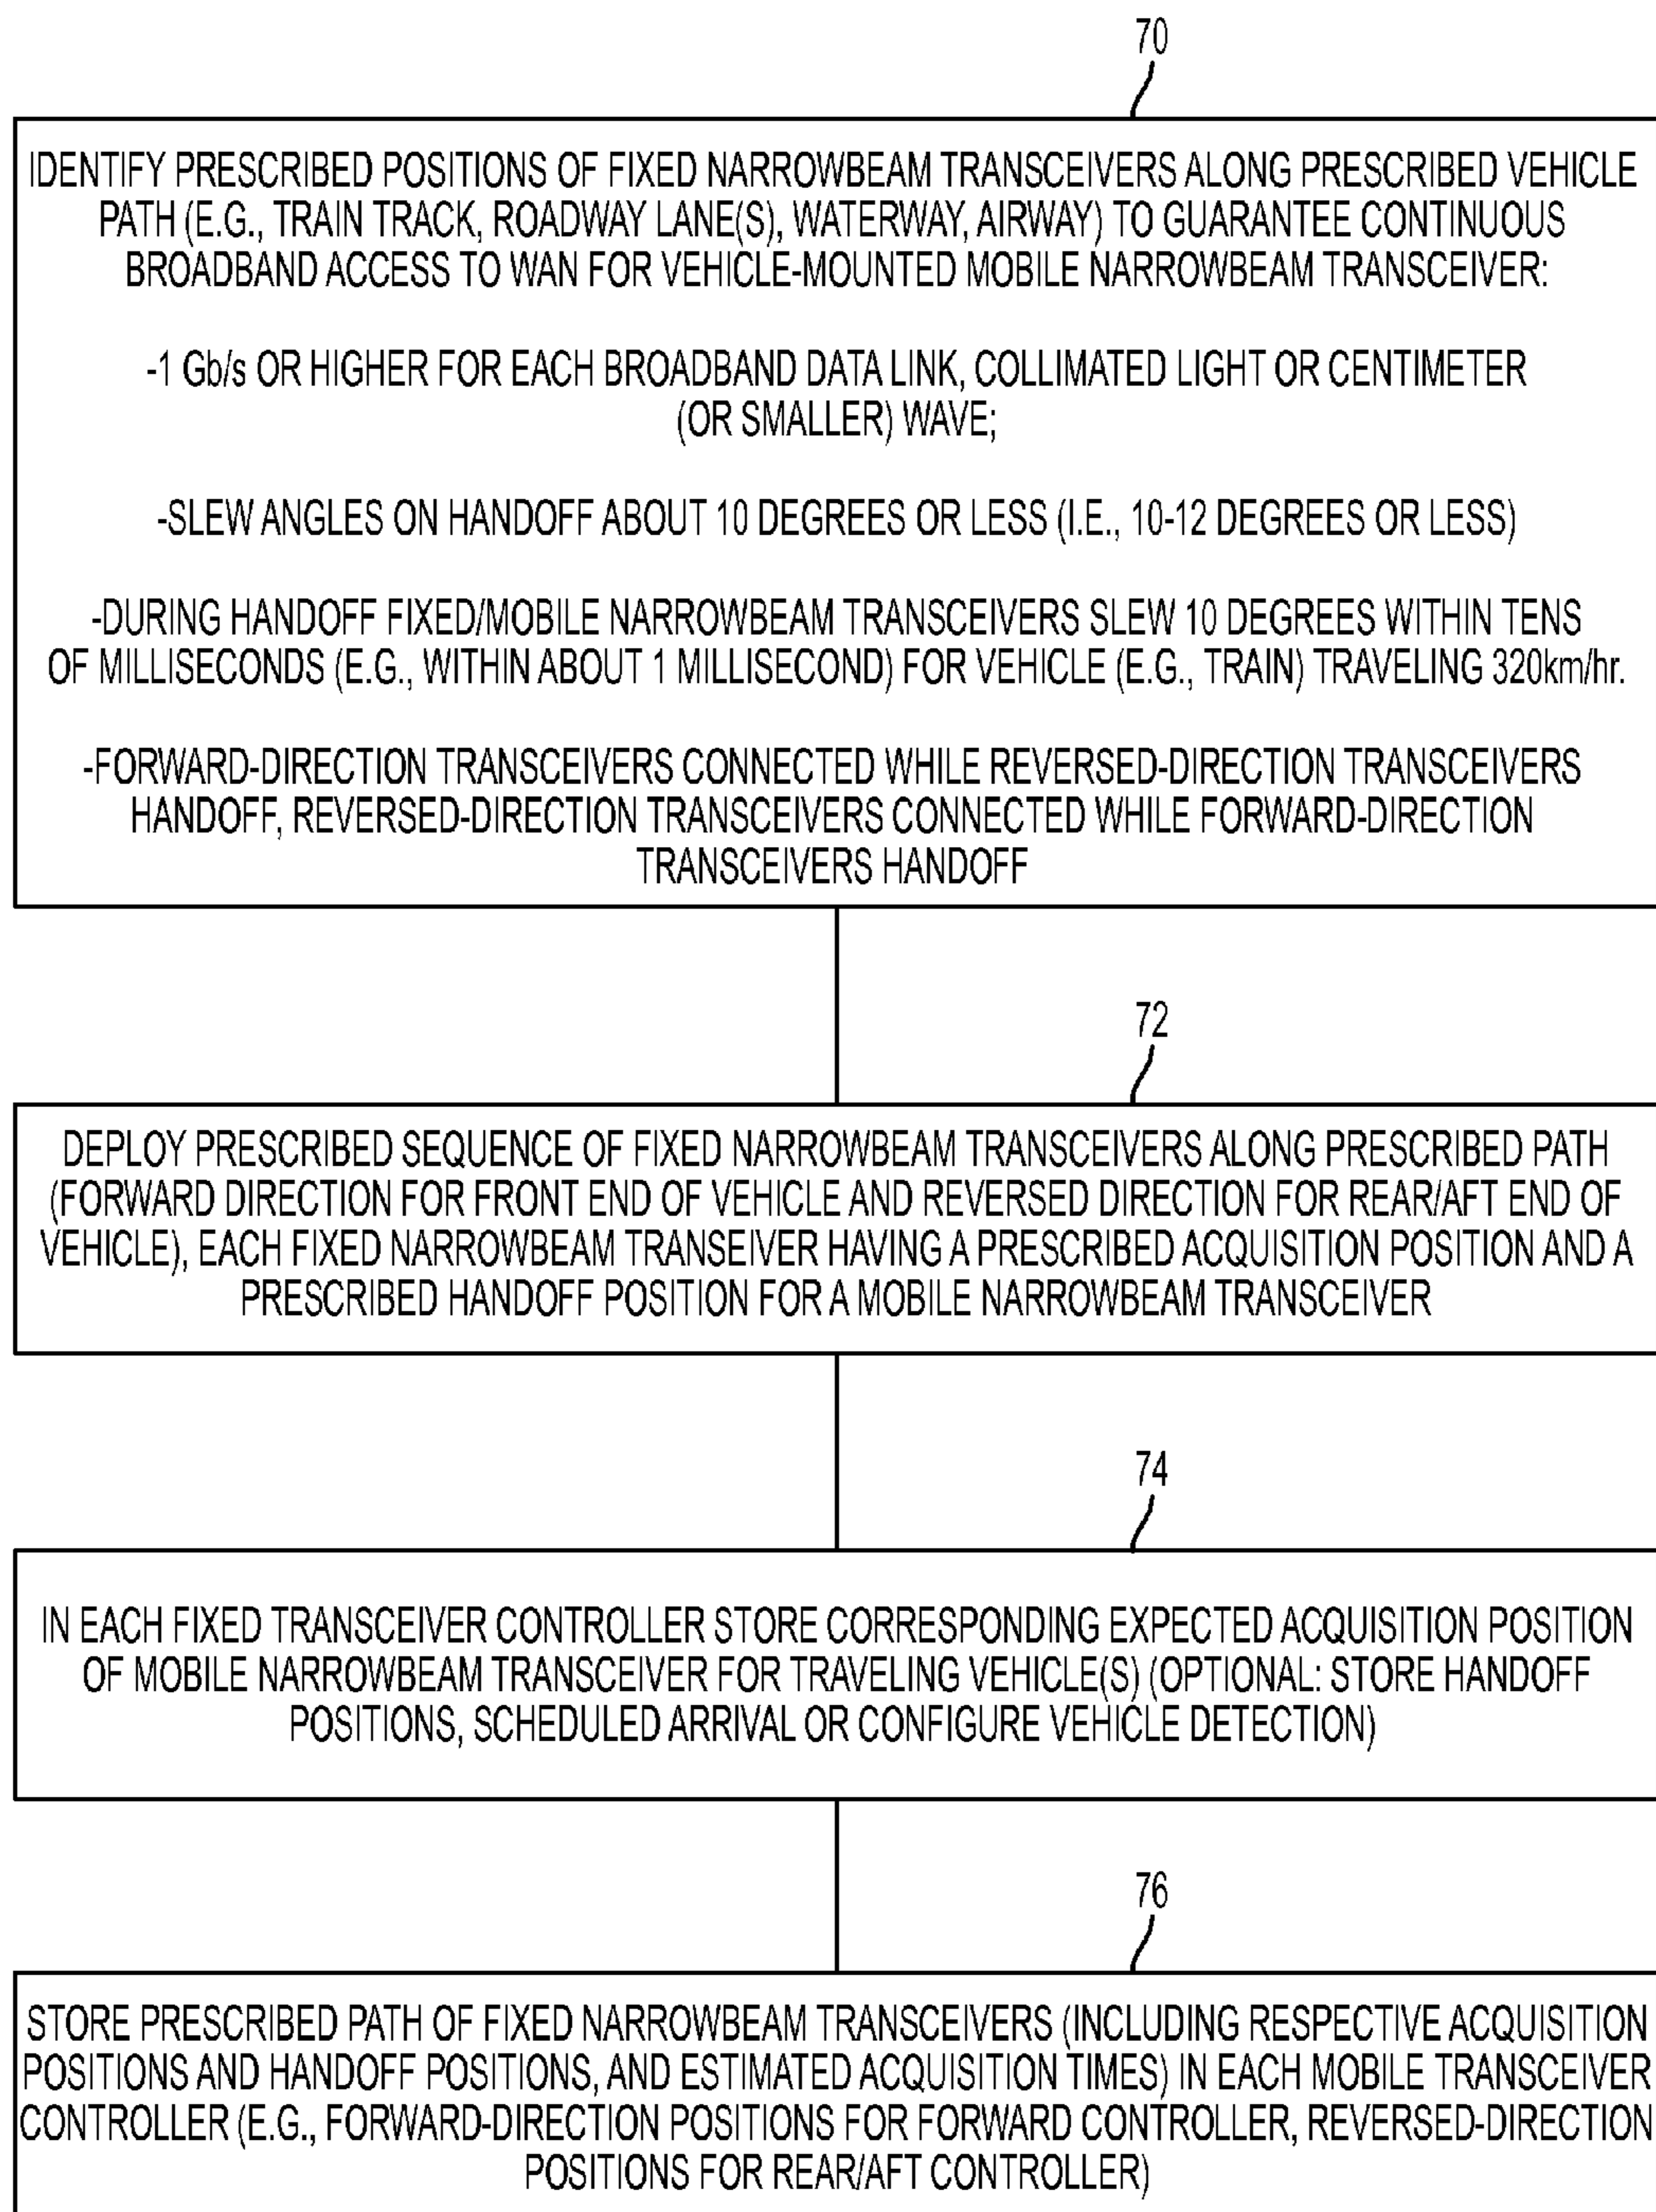 70
IDENTIFY PRESCRIBED POSITIONS OF FIXED NARROWBEAM TRANSCEIVERS ALONG PRESCRIBED VEHICLE
PATH (E.G., TRAIN TRACK, ROADWAY LANE(S), WATERWAY, AIRWAY) TO GUARANTEE CONTINUOUS
BROADBAND ACCESS TO WAN FOR VEHICLE-MOUNTED MOBILE NARROWBEAM TRANSCEIVER:
-1 Gb/s OR HIGHER FOR EACH BROADBAND DATA LINK, COLLIMATED LIGHT OR CENTIMETER
(OR SMALLER) WAVE;
-SLEW ANGLES ON HANDOFF ABOUT 10 DEGREES OR LESS (I.E., 10-12 DEGREES OR LESS)
-DURING HANDOFF FIXED/MOBILE NARROWBEAM TRANSCEIVERS SLEW 10 DEGREES WITHIN TENS
OF MILLISECONDS (E.G., WITHIN ABOUT 1 MILLISECOND) FOR VEHICLE (E.G., TRAIN) TRAVELING 320km/hr.
-FORWARD-DIRECTION TRANSCEIVERS CONNECTED WHILE REVERSED-DIRECTION TRANSCEIVERS
HANDOFF, REVERSED-DIRECTION TRANSCEIVERS CONNECTED WHILE FORWARD-DIRECTION
TRANSCEIVERS HANDOFF
72
DEPLOY PRESCRIBED SEQUENCE OF FIXED NARROWBEAM TRANSCEIVERS ALONG PRESCRIBED PATH
(FORWARD DIRECTION FOR FRONT END OF VEHICLE AND REVERSED DIRECTION FOR REAR/AFT END OF
VEHICLE), EACH FIXED NARROWBEAM TRANSEIVER HAVING A PRESCRIBED ACQUISITION POSITION AND A
PRESCRIBED HANDOFF POSITION FOR A MOBILE NARROWBEAM TRANSCEIVER
74
IN EACH FIXED TRANSCEIVER CONTROLLER STORE CORRESPONDING EXPECTED ACQUISITION POSITION
OF MOBILE NARROWBEAM TRANSCEIVER FOR TRAVELING VEHICLE(S) (OPTIONAL: STORE HANDOFF
POSITIONS, SCHEDULED ARRIVAL OR CONFIGURE VEHICLE DETECTION)
76
STORE PRESCRIBED PATH OF FIXED NARROWBEAM TRANSCEIVERS (INCLUDING RESPECTIVE ACQUISITION
POSITIONS AND HANDOFF POSITIONS, AND ESTIMATED ACQUISITION TIMES) IN EACH MOBILE TRANSCEIVER
CONTROLLER (E.G., FORWARD-DIRECTION POSITIONS FOR FORWARD CONTROLLER, REVERSED-DIRECTION
POSITIONS FOR REAR/AFT CONTROLLER)